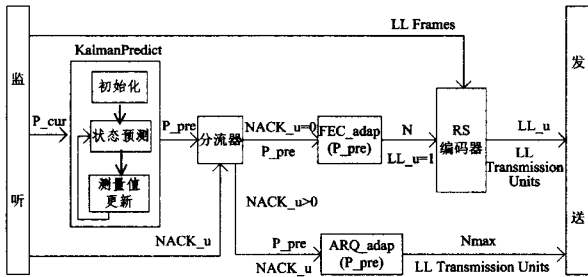 LL Frames
KalmanPredict
监
听
初始化
状态预测
测量值
更新
P_cur
P_pre
分流器
NACK_u=0
P_pre
FEC_adap
(P_pre)
N
LL_u=1
RS
编码器
LL_u
LL
Transmission
Units
发
送
NACK_u
NACK_u>0
P_pre
NACK_u
ARQ_adap
(P_pre)
Nmax
LL Transmission Units